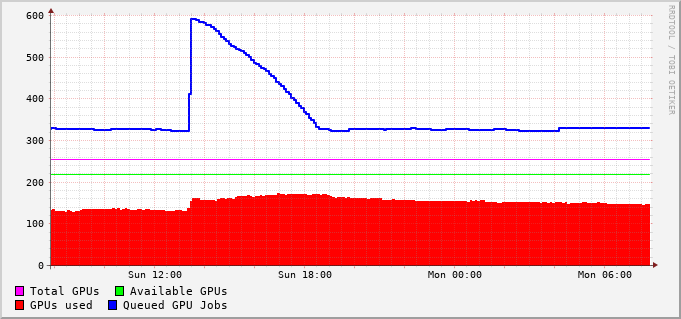 RRDTOOL / TOBI OETIKER
600
500
400
300
200
100
0
Sun 12:00 Sun 18:00 Mon 00:00 Mon 06:00
Total GPUs Available GPUs
GPUs used Queued GPU Jobs